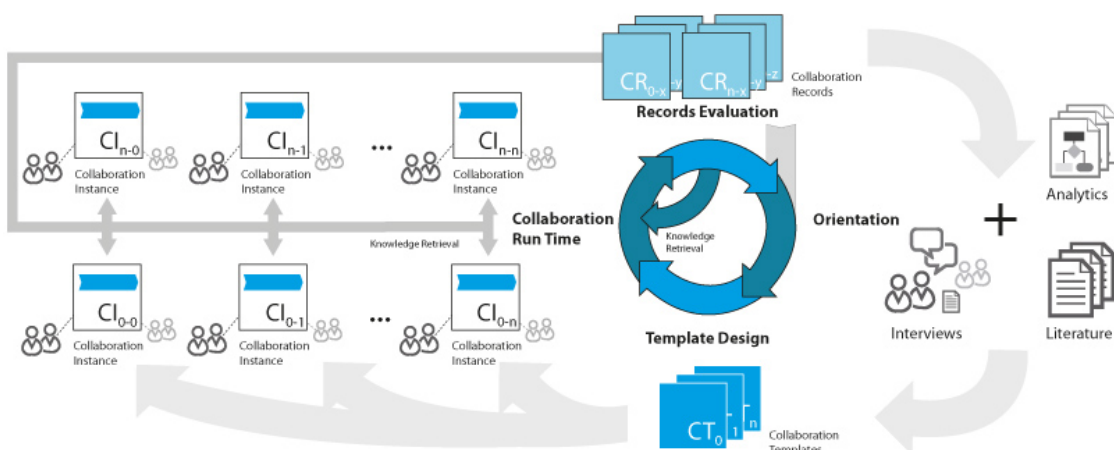 CR0-x
-y
CRn-x
-y
-z
Collaboration
Records
Records Evaluation
CIn-0
Collaboration
Instance
CIn-1
Collaboration
Instance
...
CIn-n
Collaboration
Instance
Analytics
Collaboration
Run Time
Knowledge Retrieval
Knowledge
Retrieval
Orientation
+
CI0-0
Collaboration
Instance
CI0-1
Collaboration
Instance
...
CI0-n
Collaboration
Instance
Template Design
Interviews
Literature
CT0
1
n
Collaboration
Templates